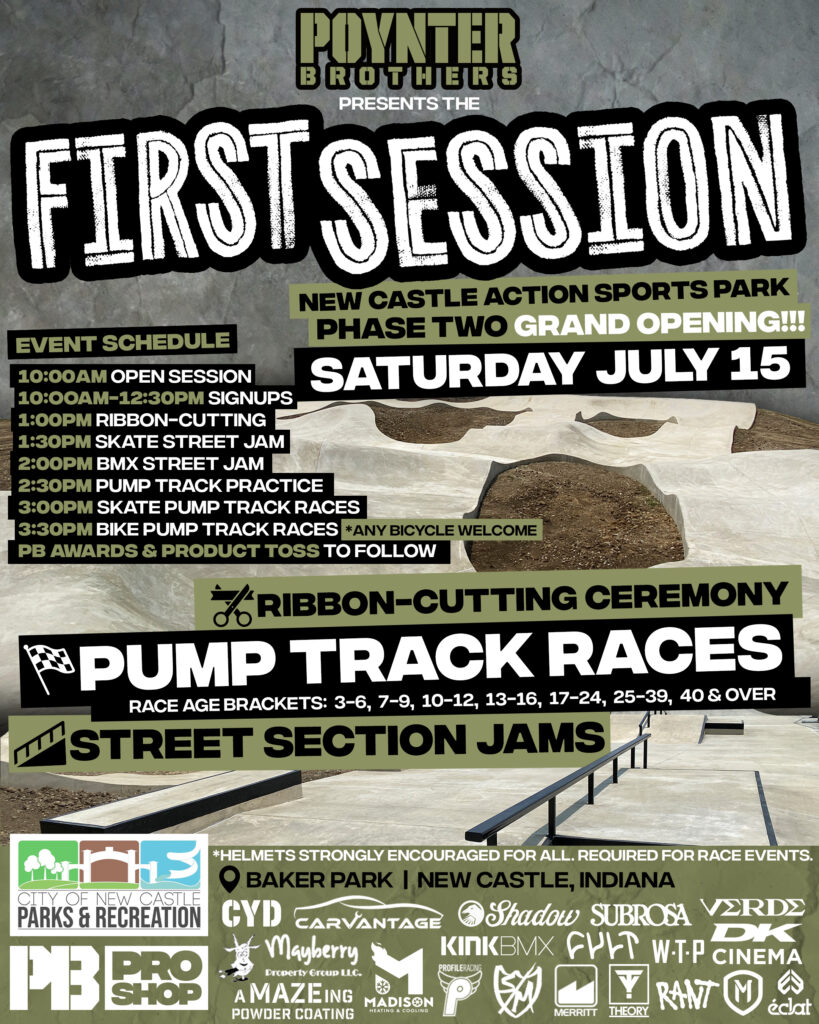 POYNTER
BROTHERS
PRESENTS THE
FIRST SESSION
NEW CASTLE ACTION SPORTS PARK
PHASE TWO GRAND OPENING!!!
SATURDAY JULY 15
EVENT SCHEDULE
10:00AM OPEN SESSION
10:00AM-12:30PM SIGNUPS
1:00PM RIBBON-CUTTING
1:30PM SKATE STREET JAM
2:00PM BMX STREET JAM
2:30PM PUMP TRACK PRACTICE
3:00PM SKATE PUMP TRACK RACES
3:30PM BIKE PUMP TRACK RACES *ANY BICYCLE WELCOME
PB AWARDS & PRODUCT TOSS TO FOLLOW
RIBBON-CUTTING CEREMONY
PUMP TRACK RACES
RACE AGE BRACKETS: 3-6, 7-9, 10-12, 13-16, 17-24, 25-39, 40 & OVER
STREET SECTION JAMS
*HELMETS STRONGLY ENCOURAGED FOR ALL. REQUIRED FOR RACE EVENTS.
BAKER PARK | NEW CASTLE, INDIANA
CITY OF NEW CASTLE
PARKS & RECREATION
PB PRO
SHOP
CYD
CARVANTAGE
Shadow
SUBROSA
VERDE
DK
Mayberry
Property Group LLC.
KINKBMX
CULT
W·T·P
CINEMA
A MAZEING
POWDER COATING
M
MADISON
HEATING & COOLING
PROFILE RACING
P
S&M
MERRITT
T
THEORY
RANT
M
éclat